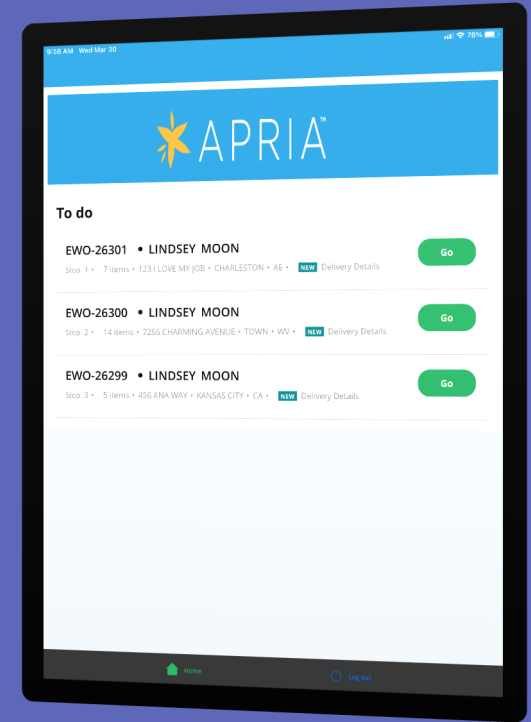 9:58 AM Wed Mar 30
78%
APRIA™
To do
EWO-26301 • LINDSEY MOON
Go
Stop 1 • 7 items • 123 I LOVE MY JOB • CHARLESTON • AE • NEW Delivery Details
EWO-26300 • LINDSEY MOON
Go
Stop 2 • 14 items • 7256 CHARMING AVENUE • TOWN • WV • NEW Delivery Details
EWO-26299 • LINDSEY MOON
Go
Stop 3 • 5 items • 456 ANA WAY • KANSAS CITY • CA • NEW Delivery Details
Home
Log out